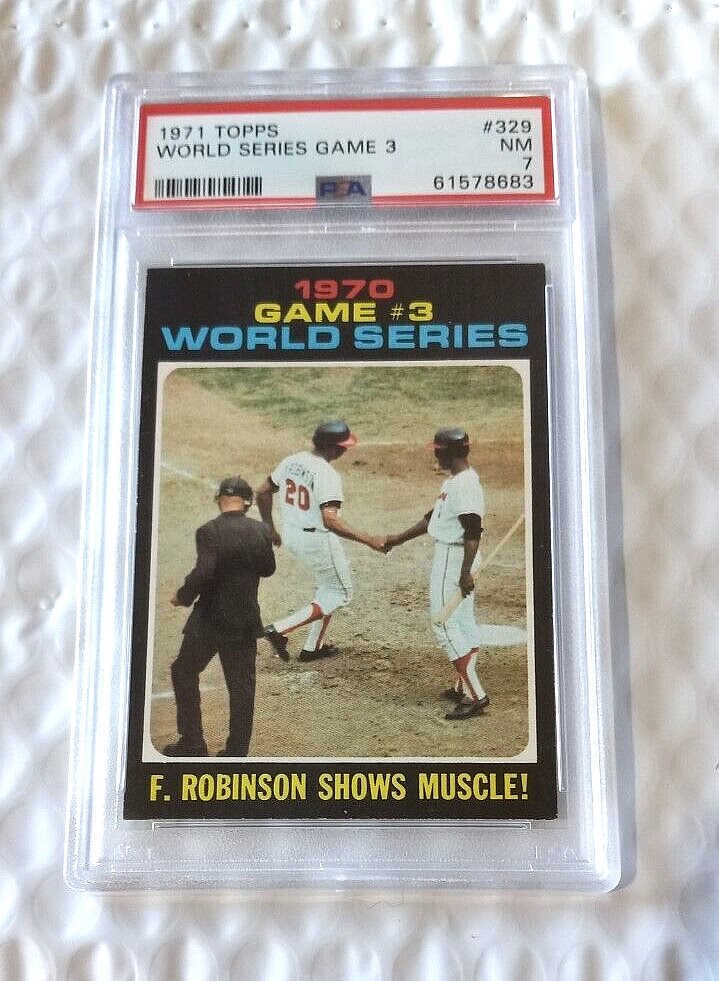 1971 TOPPS #329
WORLD SERIES GAME 3 NM
7
PSA 61578683
1970
GAME #3
WORLD SERIES
ROBINSON
20
F. ROBINSON SHOWS MUSCLE!